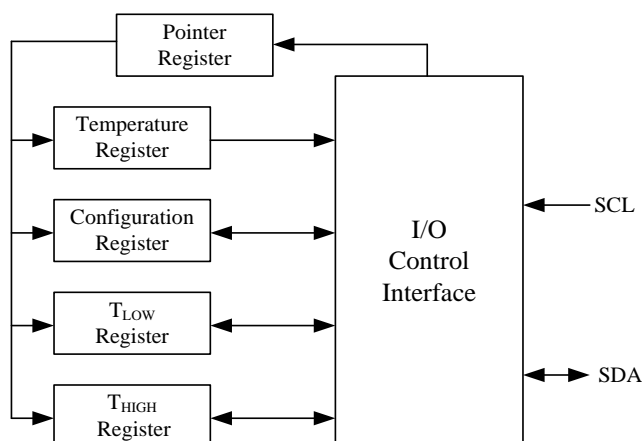 Pointer
Register
Temperature
Register
Configuration
Register
TLOW
Register
THIGH
Register
I/O
Control
Interface
SCL
SDA